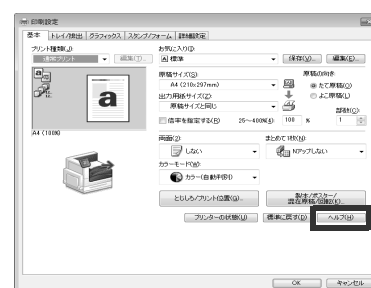 印刷設定
基本 トレイ/排出 グラフィックス スタンプ/フォーム 詳細設定
プリント種類(J)
通常プリント 編集(T)...
お気に入り(I)
標準 保存(V)... 編集(E)...
原稿サイズ(S)
A4 (210x297mm)
出力用紙サイズ(Z):
原稿サイズと同じ
倍率を指定する(R) 25～400%(4): 100 %
原稿の向き
たて原稿(O)
よこ原稿(L)
部数(C):
1
a
A4 (100%)
両面(2):
しない
まとめて1枚(N):
Nアップしない
カラーモード(W):
カラー(自動判別)
とじしろ/プリント位置(G)...
製本/ポスター/
混在原稿/回転(K)...
プリンターの状態(U) 標準に戻す(D) ヘルプ(H)
OK キャンセル